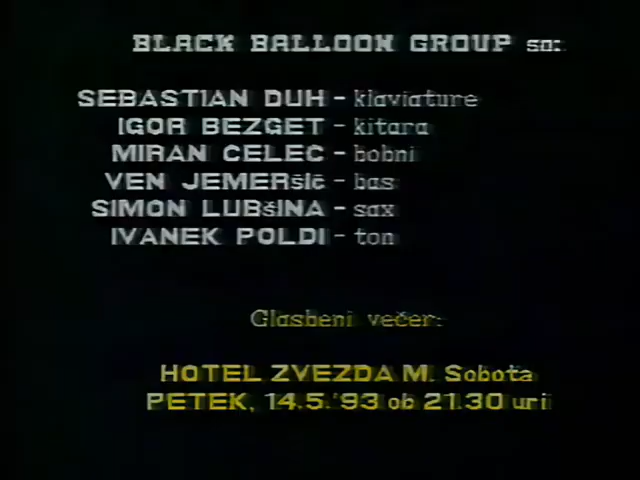 BLACK BALLOON GROUP so:
SEBASTIAN DUH - klaviature
IGOR BEZGET - kitara
MIRAN CELEC - bobni
VEN JEMERšIč - bas
SIMON LUBšINA - sax
IVANEK POLDI - ton
Glasbeni večer:
HOTEL ZVEZDA M. Sobota
PETEK, 14.5.'93 ob 21.30 uri